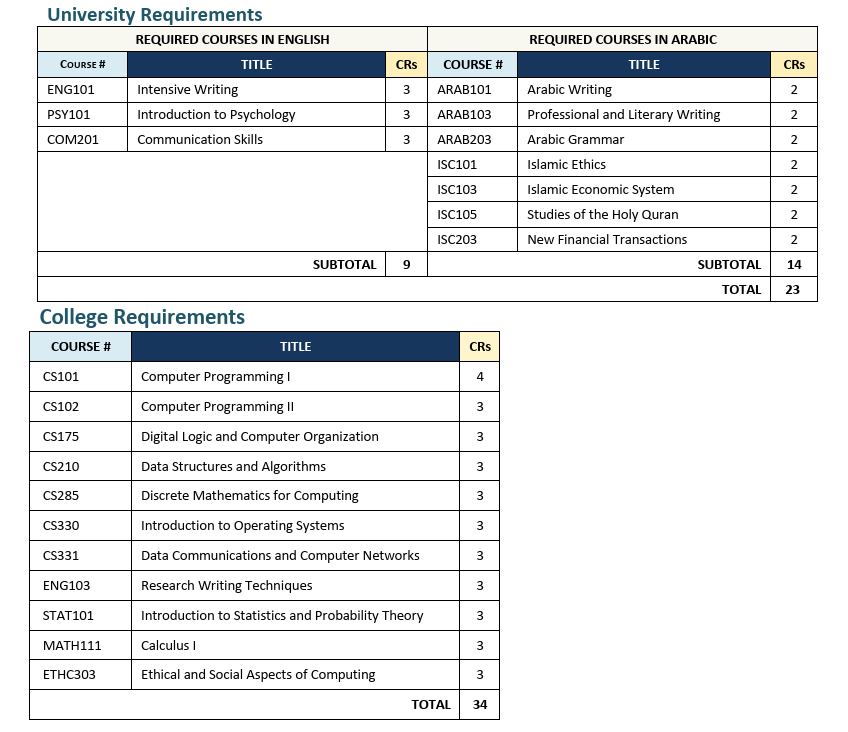 University Requirements
REQUIRED COURSES IN ENGLISH REQUIRED COURSES IN ARABIC
COURSE # TITLE CRs COURSE # TITLE CRs
ENG101 Intensive Writing 3 ARAB101 Arabic Writing 2
PSY101 Introduction to Psychology 3 ARAB103 Professional and Literary Writing 2
COM201 Communication Skills 3 ARAB203 Arabic Grammar 2
ISC101 Islamic Ethics 2
ISC103 Islamic Economic System 2
ISC105 Studies of the Holy Quran 2
ISC203 New Financial Transactions 2
SUBTOTAL 9 SUBTOTAL 14
TOTAL 23
College Requirements
COURSE # TITLE CRs
CS101 Computer Programming I 4
CS102 Computer Programming II 3
CS175 Digital Logic and Computer Organization 3
CS210 Data Structures and Algorithms 3
CS285 Discrete Mathematics for Computing 3
CS330 Introduction to Operating Systems 3
CS331 Data Communications and Computer Networks 3
ENG103 Research Writing Techniques 3
STAT101 Introduction to Statistics and Probability Theory 3
MATH111 Calculus I 3
ETHC303 Ethical and Social Aspects of Computing 3
TOTAL 34